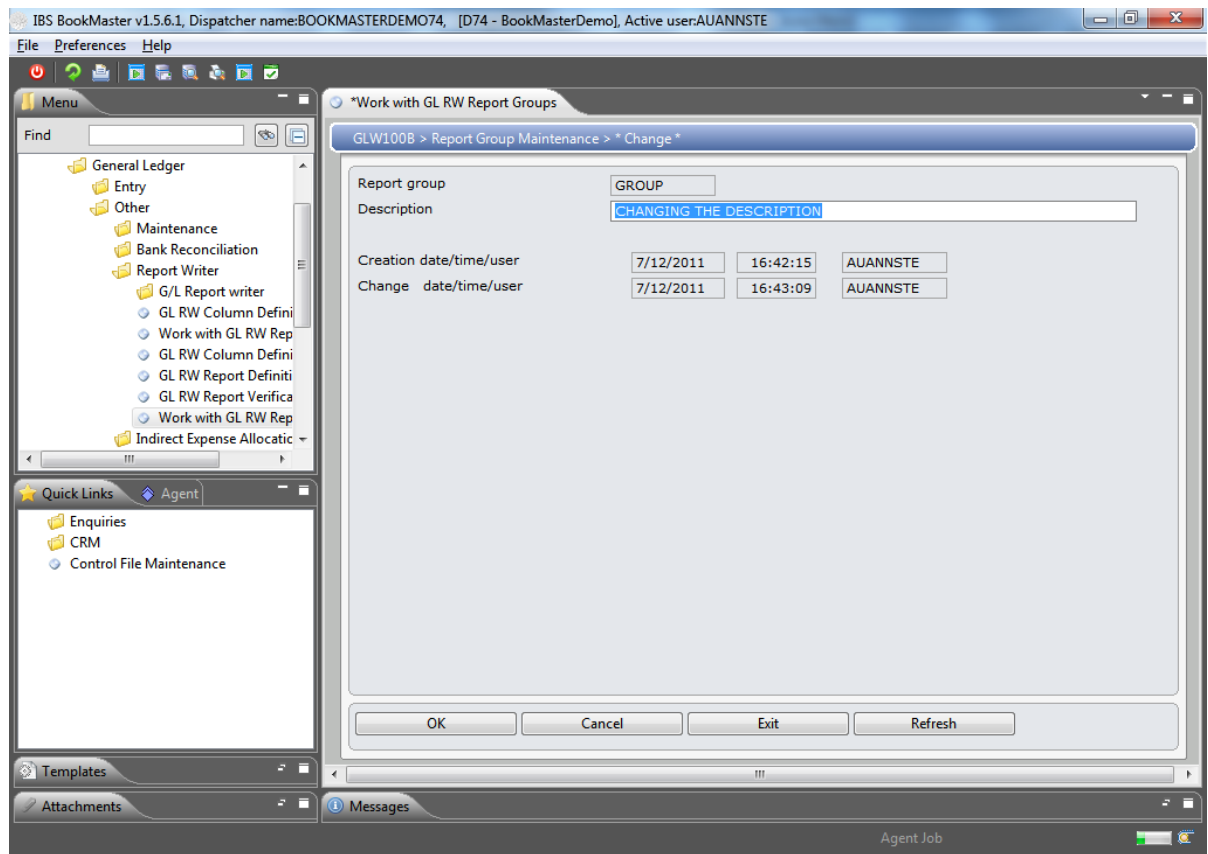 IBS BookMaster v1.5.6.1, Dispatcher name:BOOKMASTERDEMO74, [D74 - BookMasterDemo], Active user:AUANNSTE
File Preferences Help
Menu
Find
General Ledger
Entry
Other
Maintenance
Bank Reconciliation
Report Writer
G/L Report writer
GL RW Column Defini
Work with GL RW Rep
GL RW Column Defini
GL RW Report Definiti
GL RW Report Verifica
Work with GL RW Rep
Indirect Expense Allocatic
Quick Links Agent
Enquiries
CRM
Control File Maintenance
Templates
Attachments
*Work with GL RW Report Groups
GLW100B > Report Group Maintenance > * Change *
Report group GROUP
Description CHANGING THE DESCRIPTION
Creation date/time/user 7/12/2011 16:42:15 AUANNSTE
Change date/time/user 7/12/2011 16:43:09 AUANNSTE
OK Cancel Exit Refresh
Messages
Agent Job